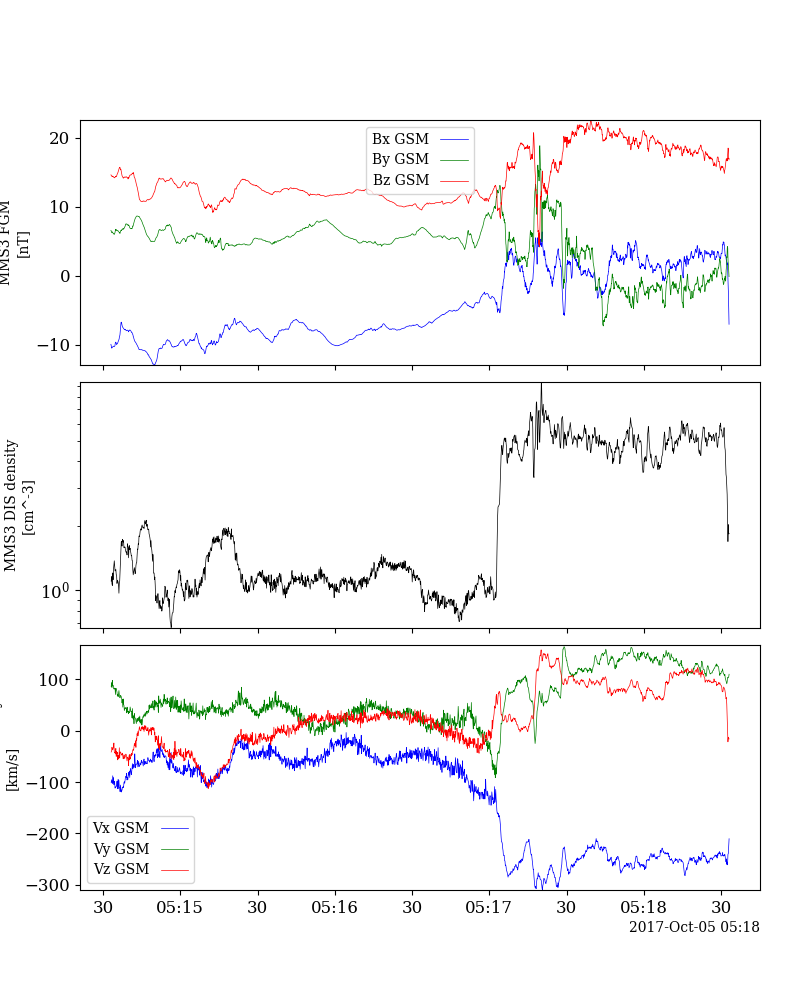 20
10
0
−10
MMS3 FGM
[nT]
Bx GSM
By GSM
Bz GSM
10⁰
MMS3 DIS density
[cm^-3]
100
0
−100
−200
−300
[km/s]
Vx GSM
Vy GSM
Vz GSM
30 05:15 30 05:16 30 05:17 30 05:18 30
2017-Oct-05 05:18